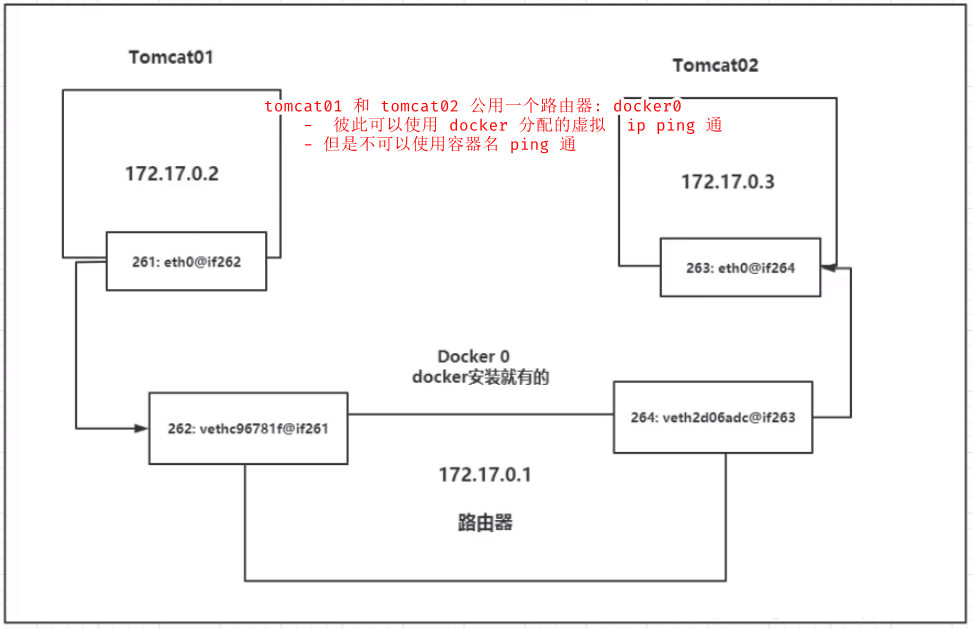 Tomcat01
Tomcat02
tomcat01 和 tomcat02 公用一个路由器: docker0
- 彼此可以使用 docker 分配的虚拟 ip ping 通
- 但是不可以使用容器名 ping 通
172.17.0.2
172.17.0.3
261: eth0@if262
263: eth0@if264
Docker 0
docker安装就有的
262: vethc96781f@if261
264: veth2d06adc@if263
172.17.0.1
路由器